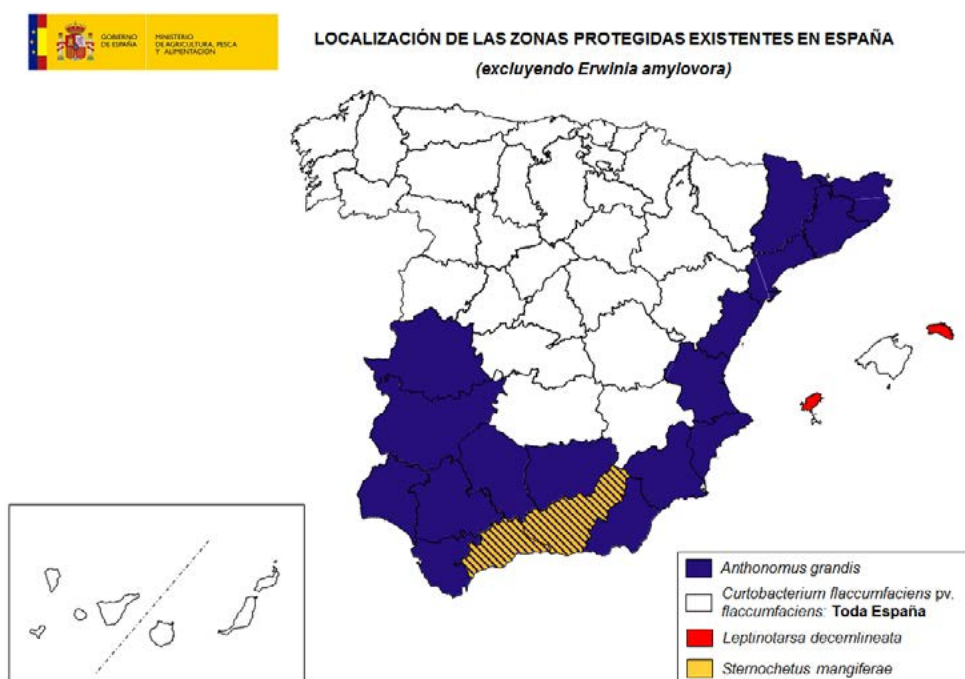 GOBIERNO
DE ESPAÑA
MINISTERIO
DE AGRICULTURA, PESCA
Y ALIMENTACIÓN
LOCALIZACIÓN DE LAS ZONAS PROTEGIDAS EXISTENTES EN ESPAÑA
(excluyendo Erwinia amylovora)
Anthonomus grandis
Curtobacterium flaccumfaciens pv.
flaccumfaciens: Toda España
Leptinotarsa decemlineata
Sternochetus mangiferae